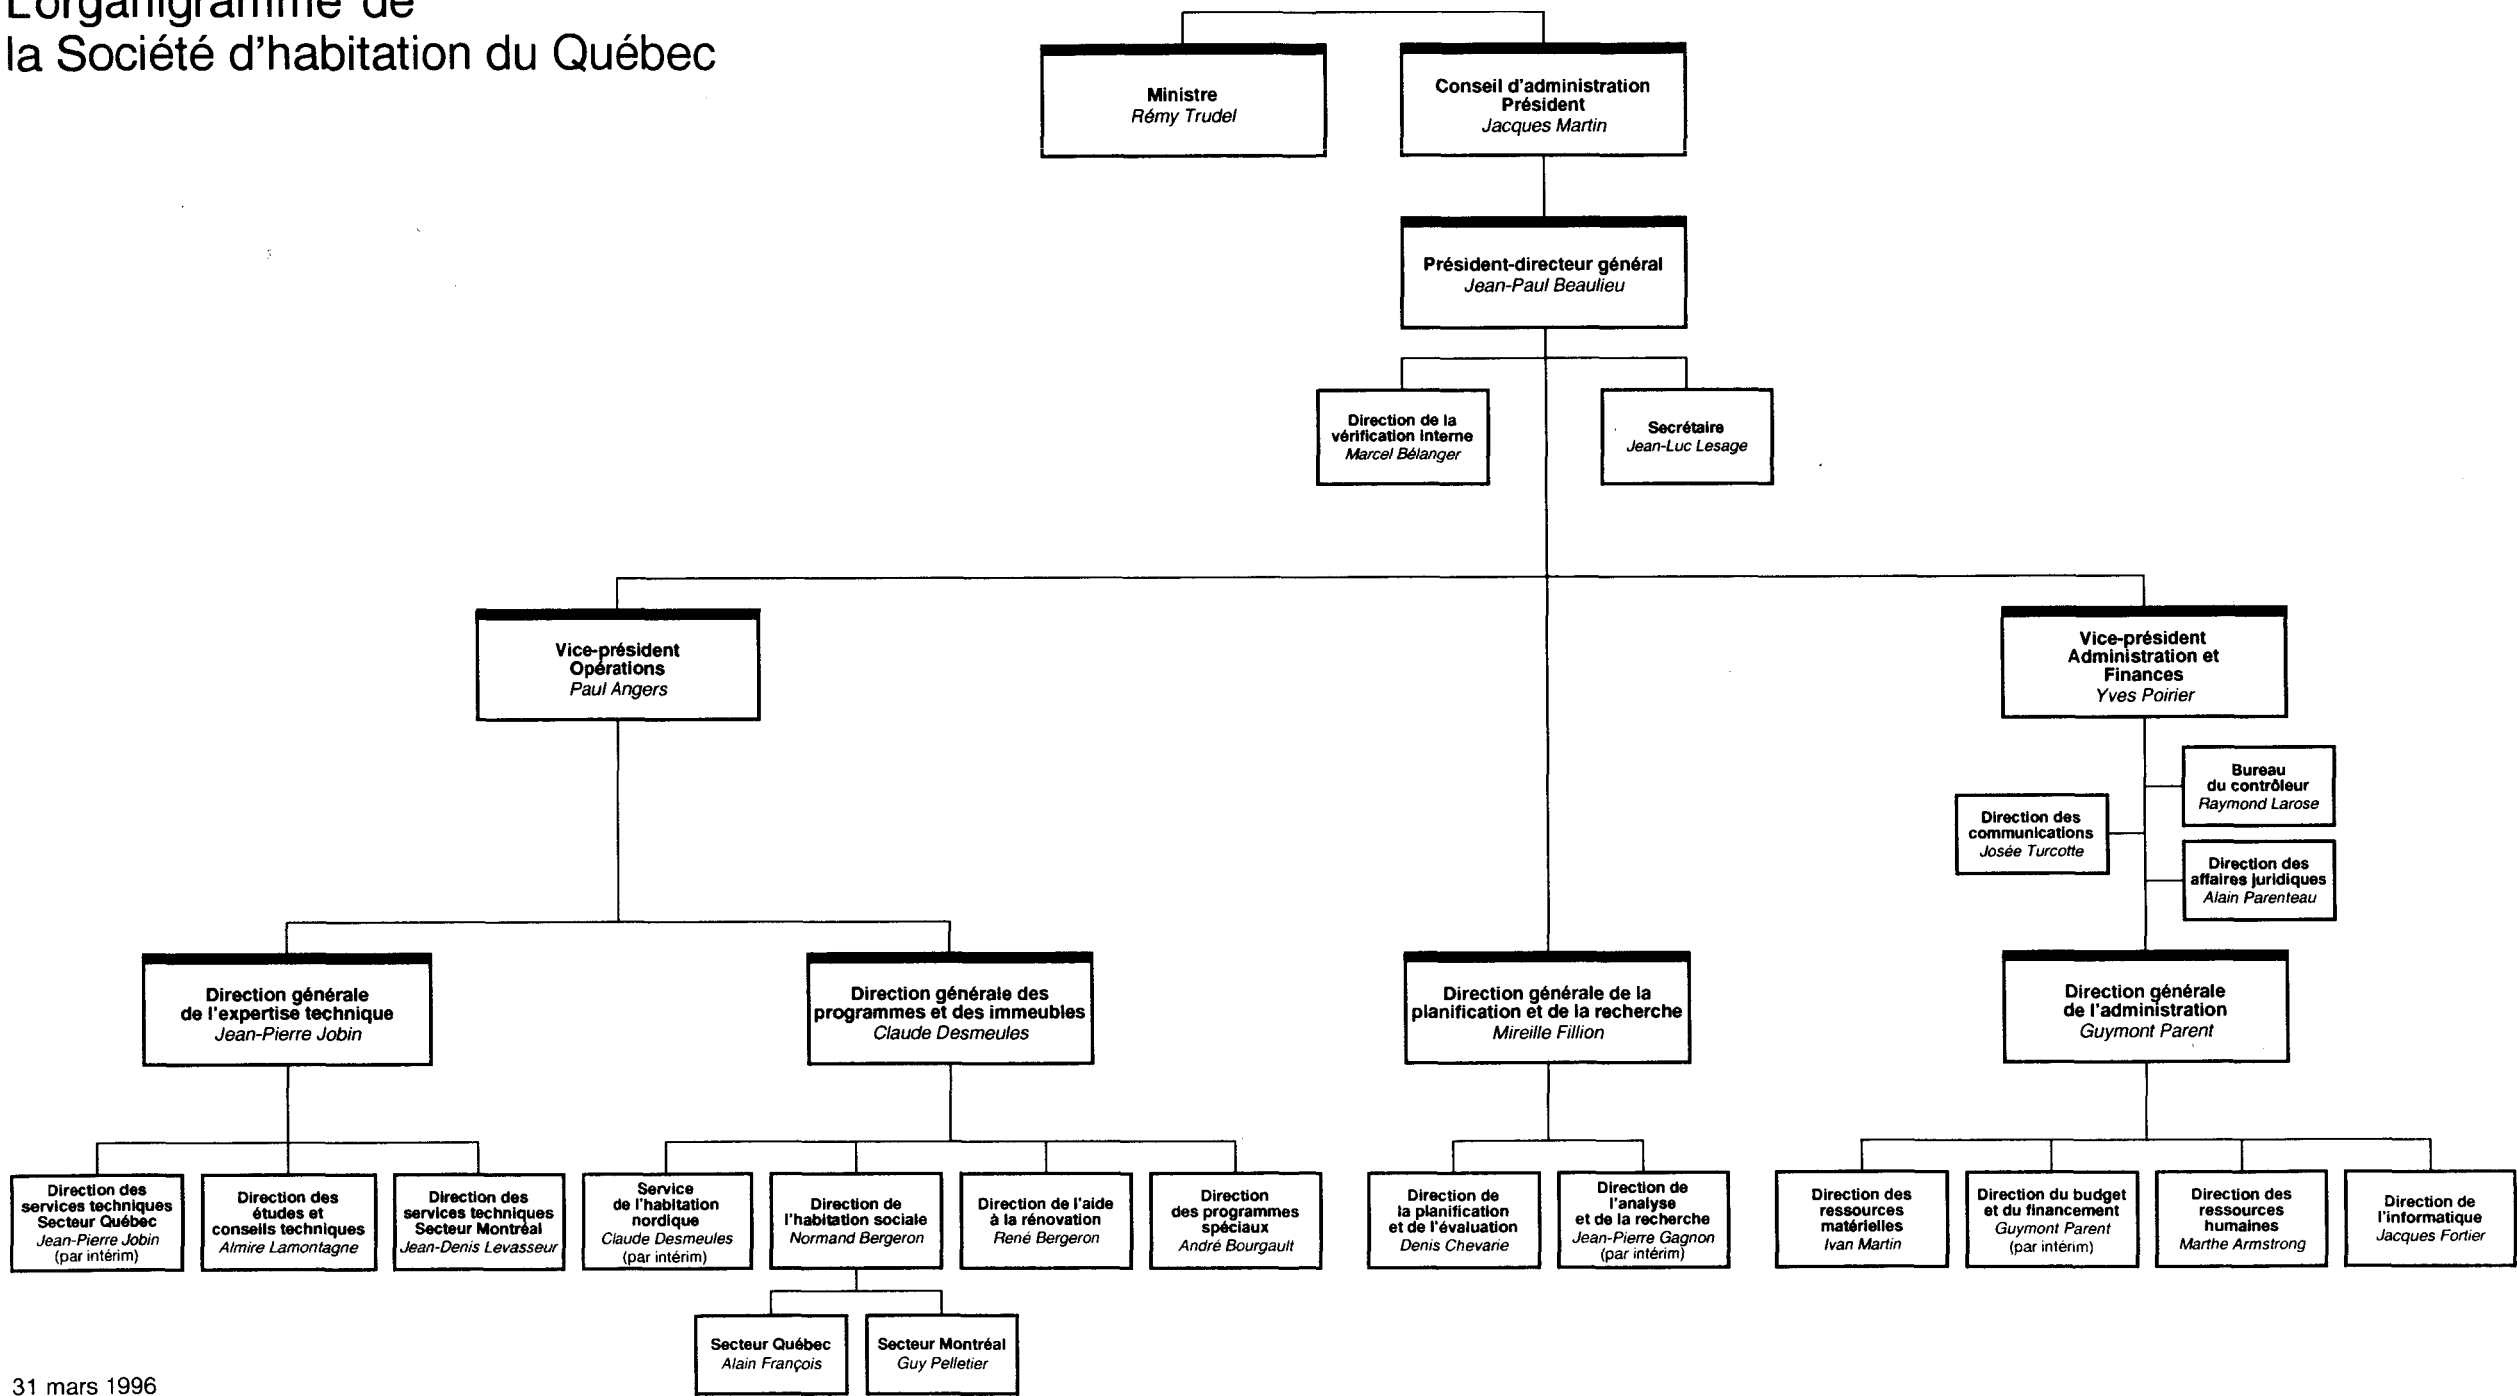 L'organigramme de
la Société d'habitation du Québec
Ministre
Rémy Trudel
Conseil d'administration
Président
Jacques Martin
Président-directeur général
Jean-Paul Beaulieu
Direction de la
vérification interne
Marcel Bélanger
Secrétaire
Jean-Luc Lesage
Vice-président
Opérations
Paul Angers
Vice-président
Administration et
Finances
Yves Poirier
Bureau
du contrôleur
Raymond Larose
Direction des
communications
Josée Turcotte
Direction des
affaires juridiques
Alain Parenteau
Direction générale
de l'expertise technique
Jean-Pierre Jobin
Direction générale des
programmes et des immeubles
Claude Desmeules
Direction générale de la
planification et de la recherche
Mireille Fillion
Direction générale
de l'administration
Guymont Parent
Direction des
services techniques
Secteur Québec
Jean-Pierre Jobin
(par intérim)
Direction des
études et
conseils techniques
Almire Lamontagne
Direction des
services techniques
Secteur Montréal
Jean-Denis Levasseur
Service
de l'habitation
nordique
Claude Desmeules
(par intérim)
Direction de
l'habitation sociale
Normand Bergeron
Direction de l'aide
à la rénovation
René Bergeron
Direction
des programmes
spéciaux
André Bourgault
Direction de
la planification
et de l'évaluation
Denis Chevarie
Direction de
l'analyse
et de la recherche
Jean-Pierre Gagnon
(par intérim)
Direction des
ressources
matérielles
Ivan Martin
Direction du budget
et du financement
Guymont Parent
(par intérim)
Direction des
ressources
humaines
Marthe Armstrong
Direction de
l'informatique
Jacques Fortier
Secteur Québec
Alain François
Secteur Montréal
Guy Pelletier
31 mars 1996